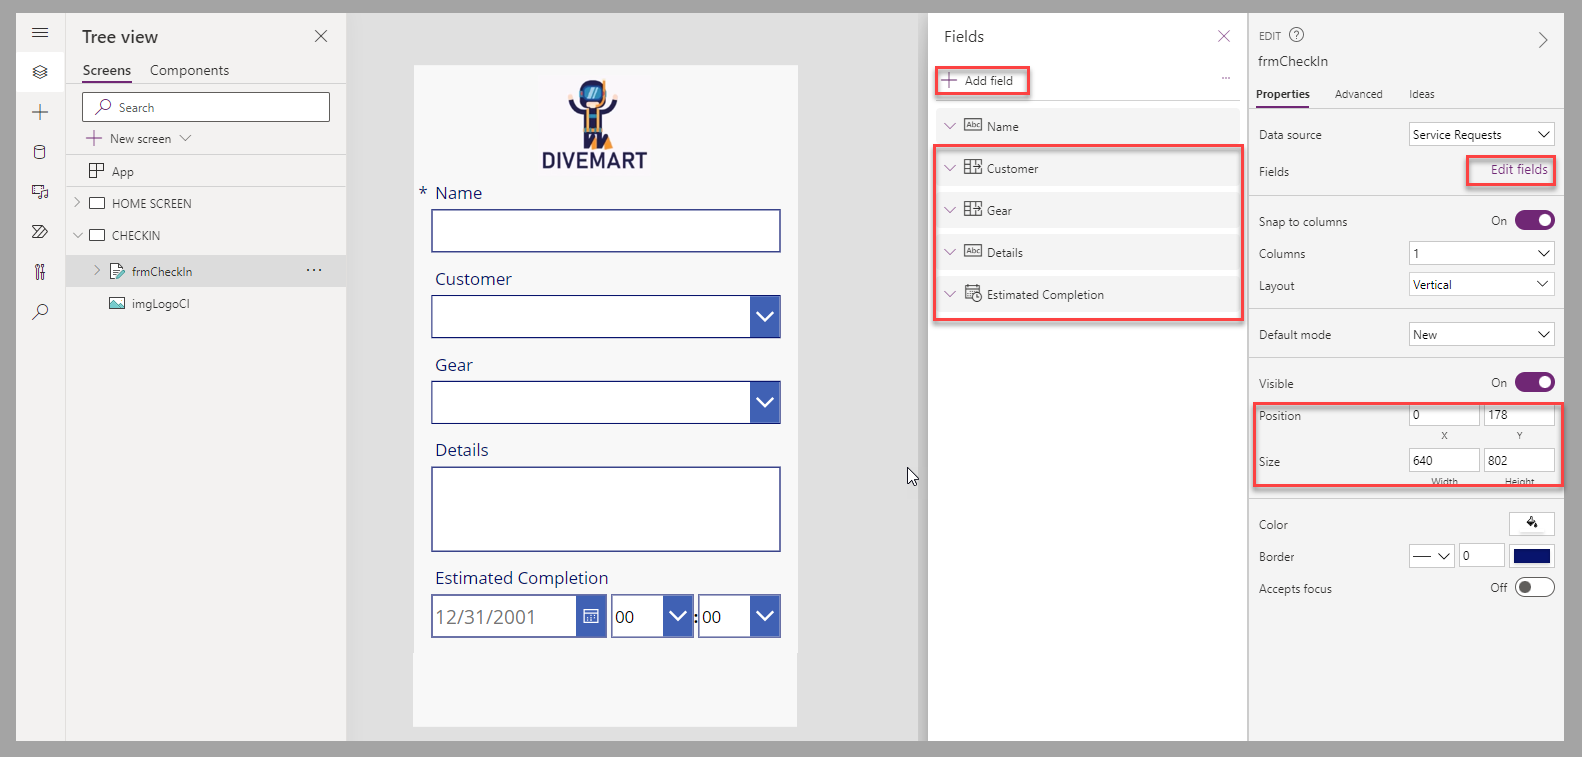 Tree view
Screens Components
Search
New screen
App
HOME SCREEN
CHECKIN
frmCheckIn
imgLogoCI
DIVEMART
* Name
Customer
Gear
Details
Estimated Completion
12/31/2001 00 : 00
Fields
Add field
Abc Name
Customer
Gear
Abc Details
Estimated Completion
EDIT ?
frmCheckIn
Properties Advanced Ideas
Data source Service Requests
Fields Edit fields
Snap to columns On
Columns 1
Layout Vertical
Default mode New
Visible On
Position 0 178
X Y
Size 640 802
Width Height
Color
Border 0
Accepts focus Off